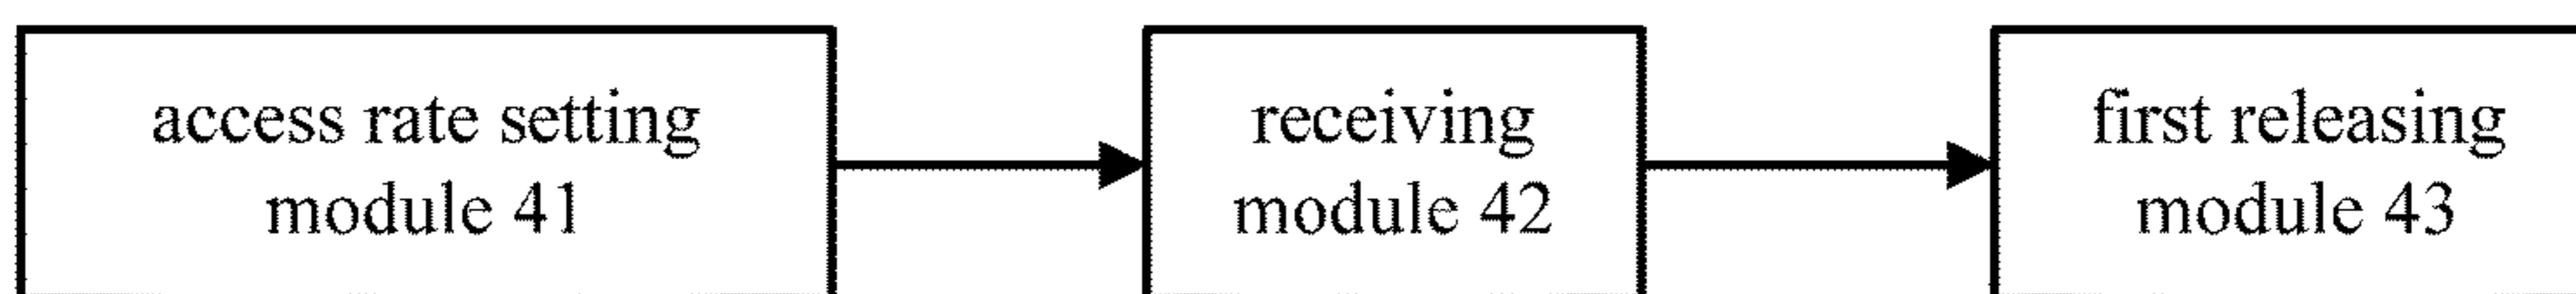 access rate setting
module 41
receiving
module 42
first releasing
module 43